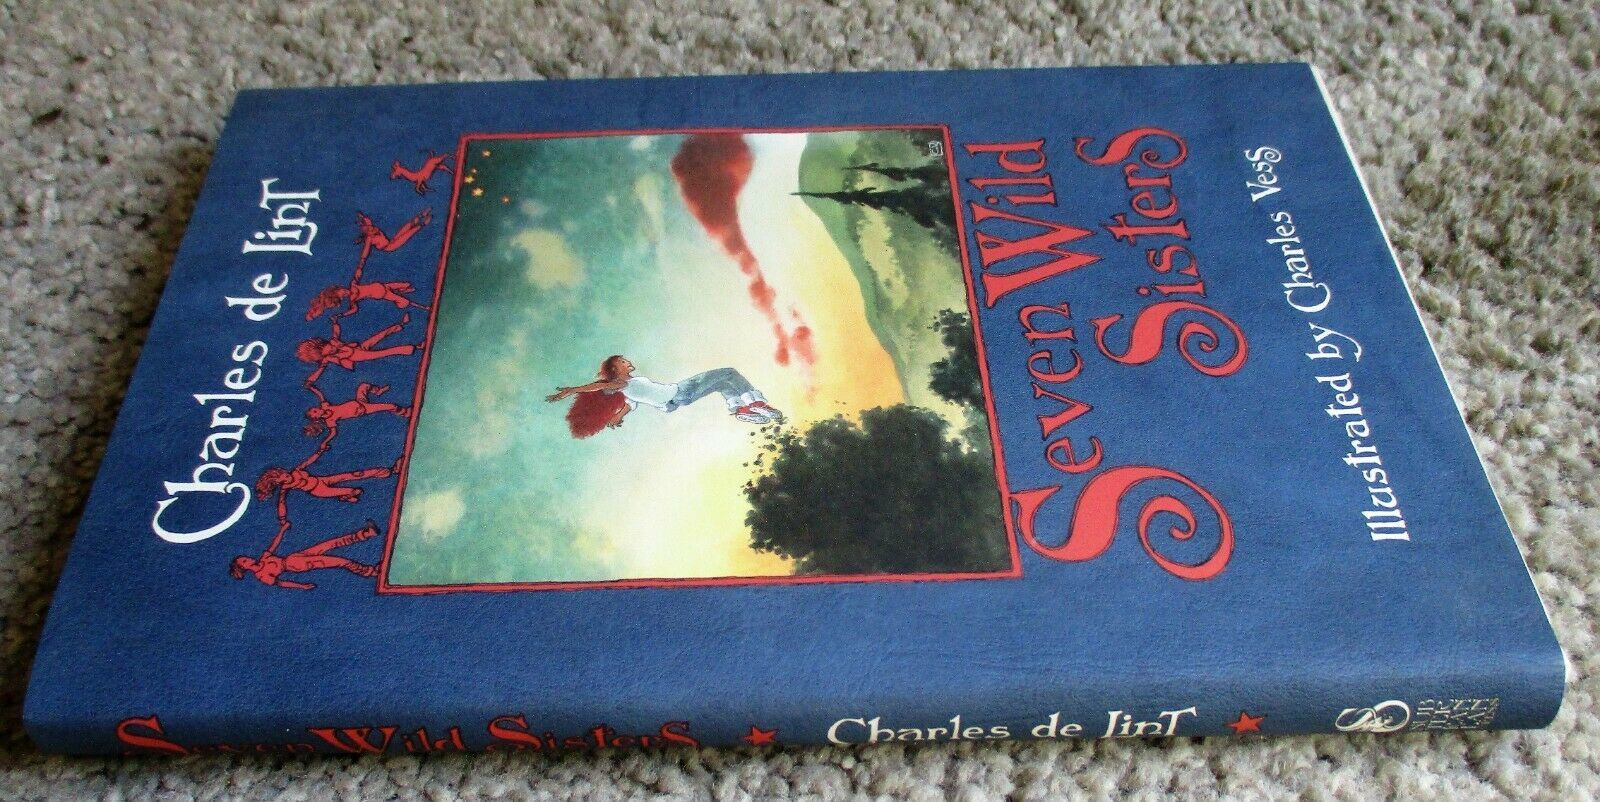 Charles de Lint
Seven Wild
Sisters
Illustrated by Charles Vess
Seven Wild Sisters ★ Charles de Lint ★